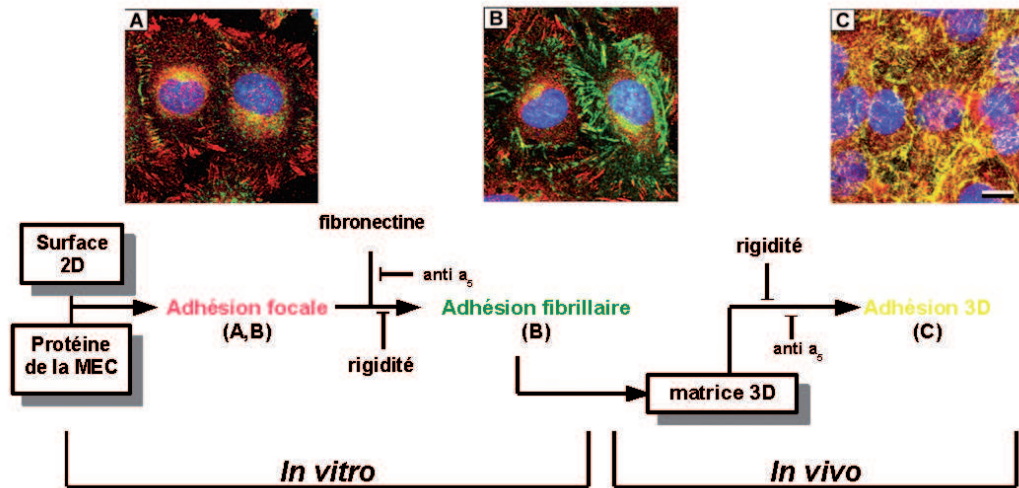 A
B
C
fibronectine
Surface
2D
anti a5
rigidité
Adhésion focale
(A,B)
Adhésion fibrillaire
(B)
Adhésion 3D
(C)
Protéine
de la MEC
rigidité
anti a5
matrice 3D
In vitro
In vivo